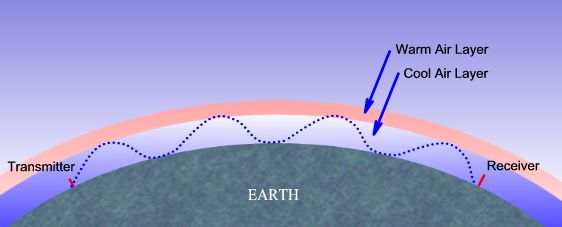 Warm Air Layer
Cool Air Layer
Transmitter
Receiver
EARTH